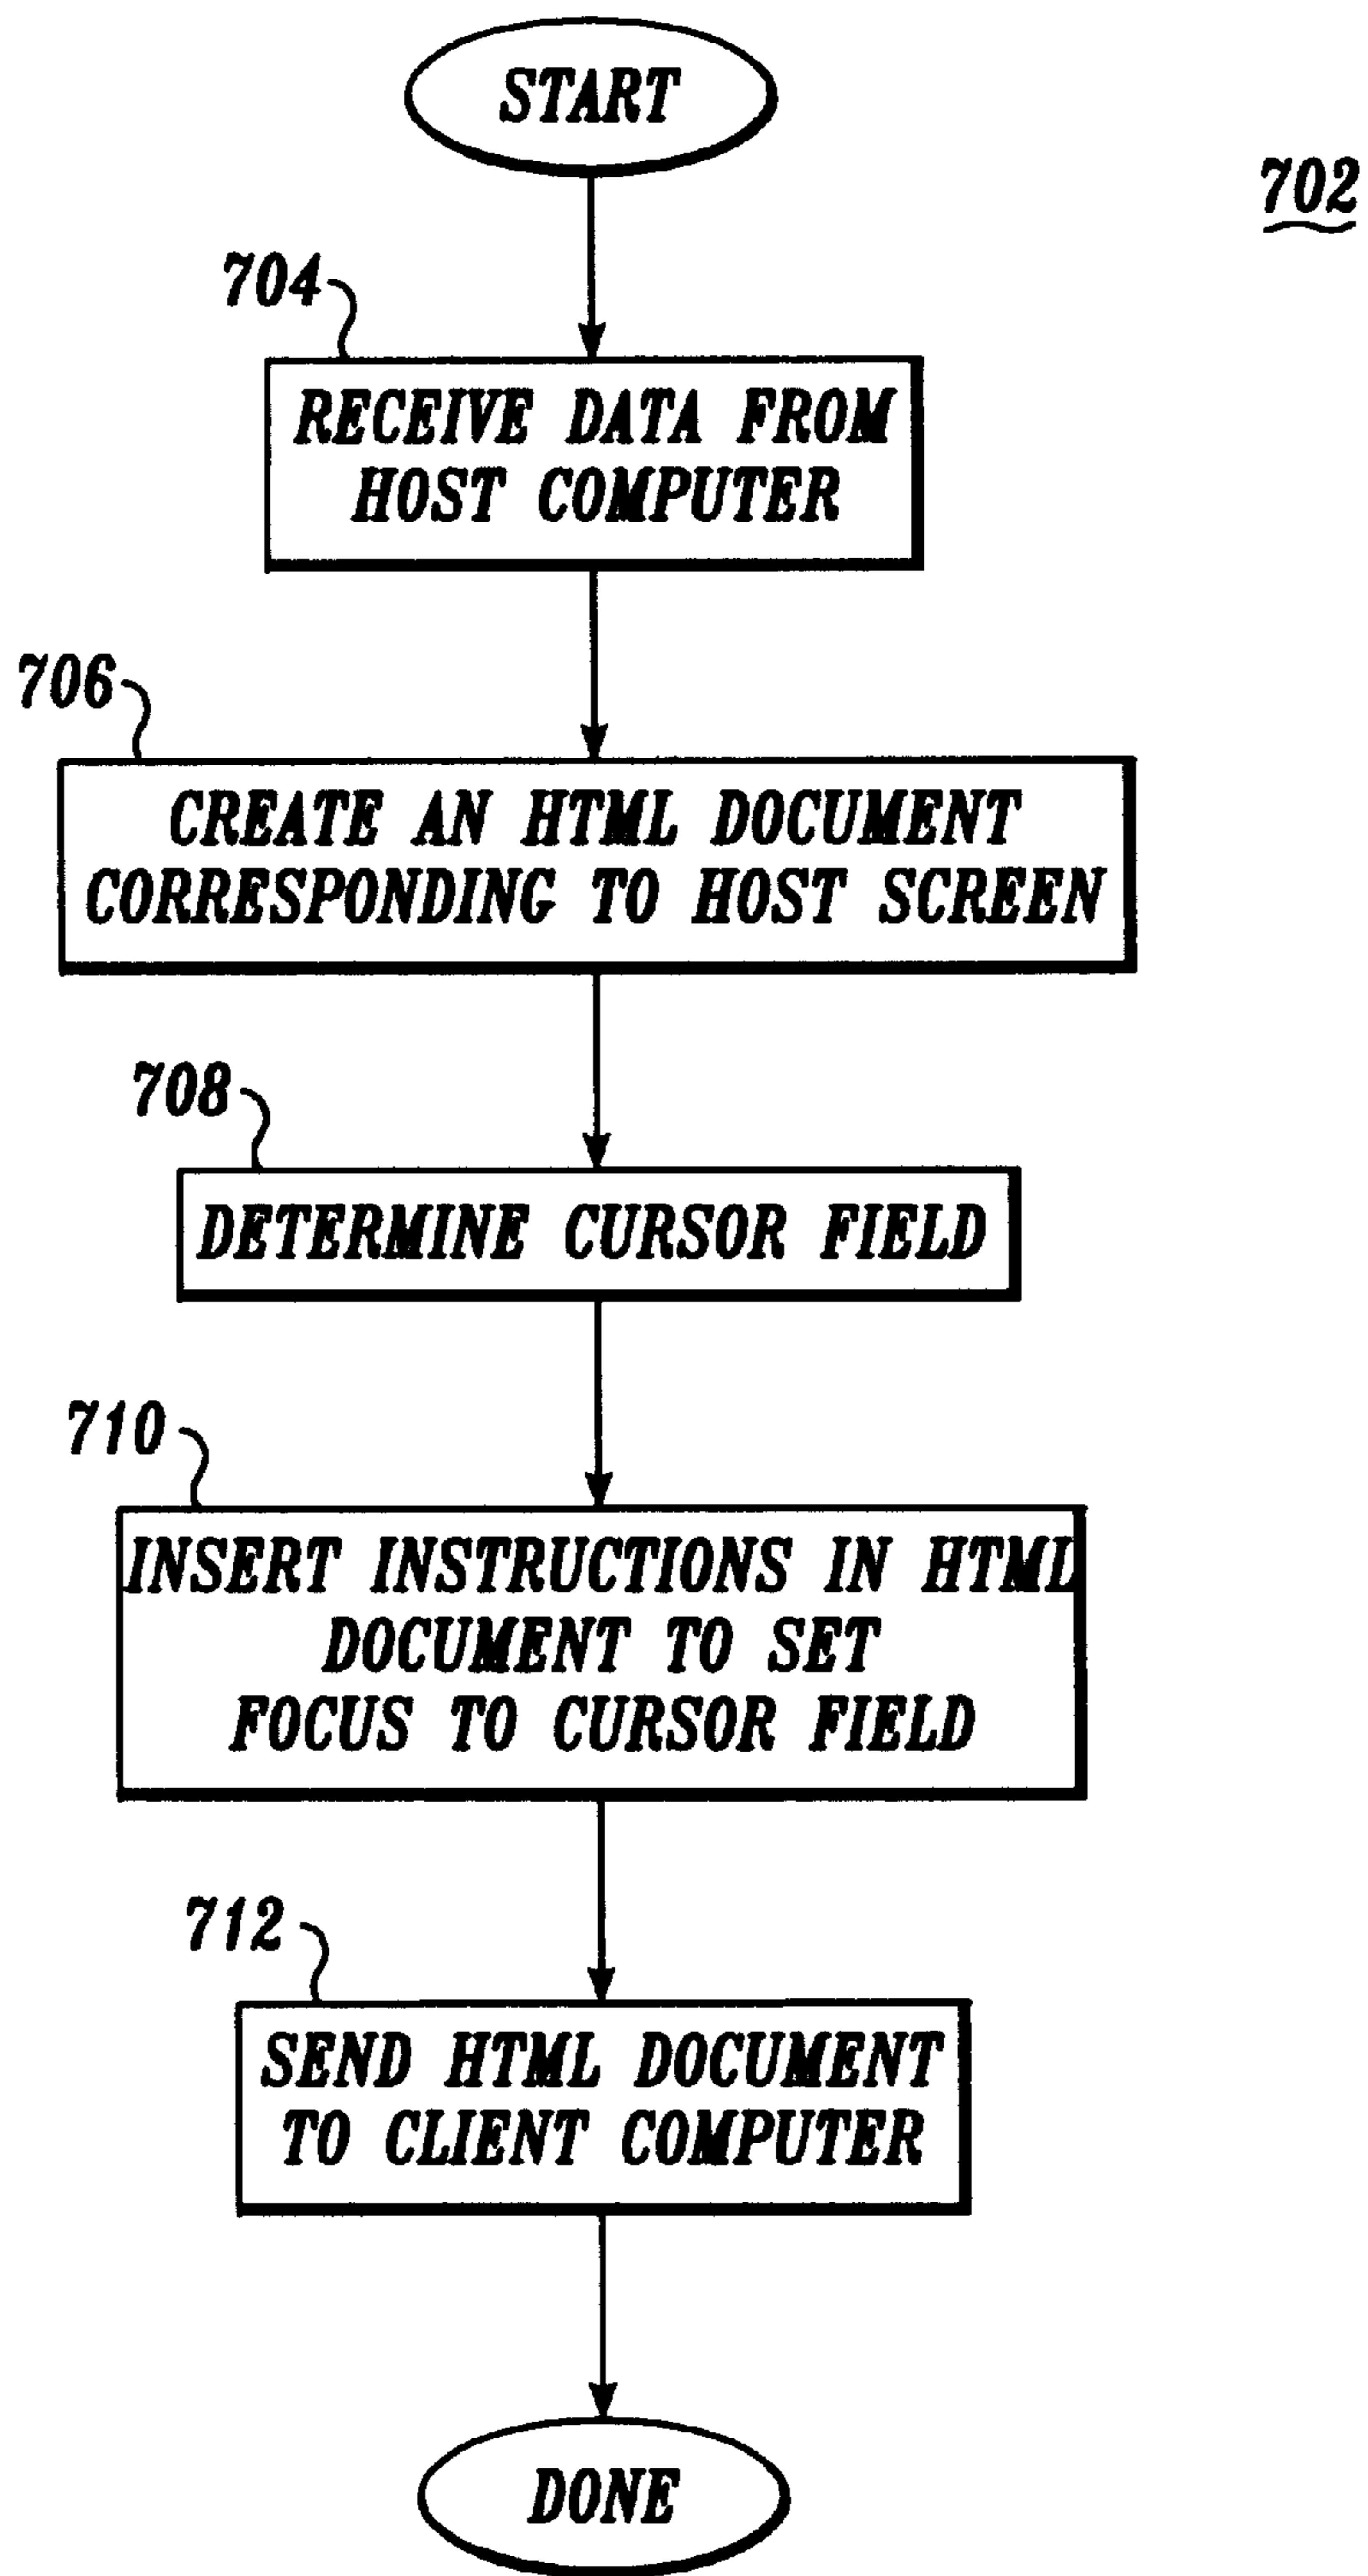 START
702
704
RECEIVE DATA FROM
HOST COMPUTER
706
CREATE AN HTML DOCUMENT
CORRESPONDING TO HOST SCREEN
708
DETERMINE CURSOR FIELD
710
INSERT INSTRUCTIONS IN HTML
DOCUMENT TO SET
FOCUS TO CURSOR FIELD
712
SEND HTML DOCUMENT
TO CLIENT COMPUTER
DONE